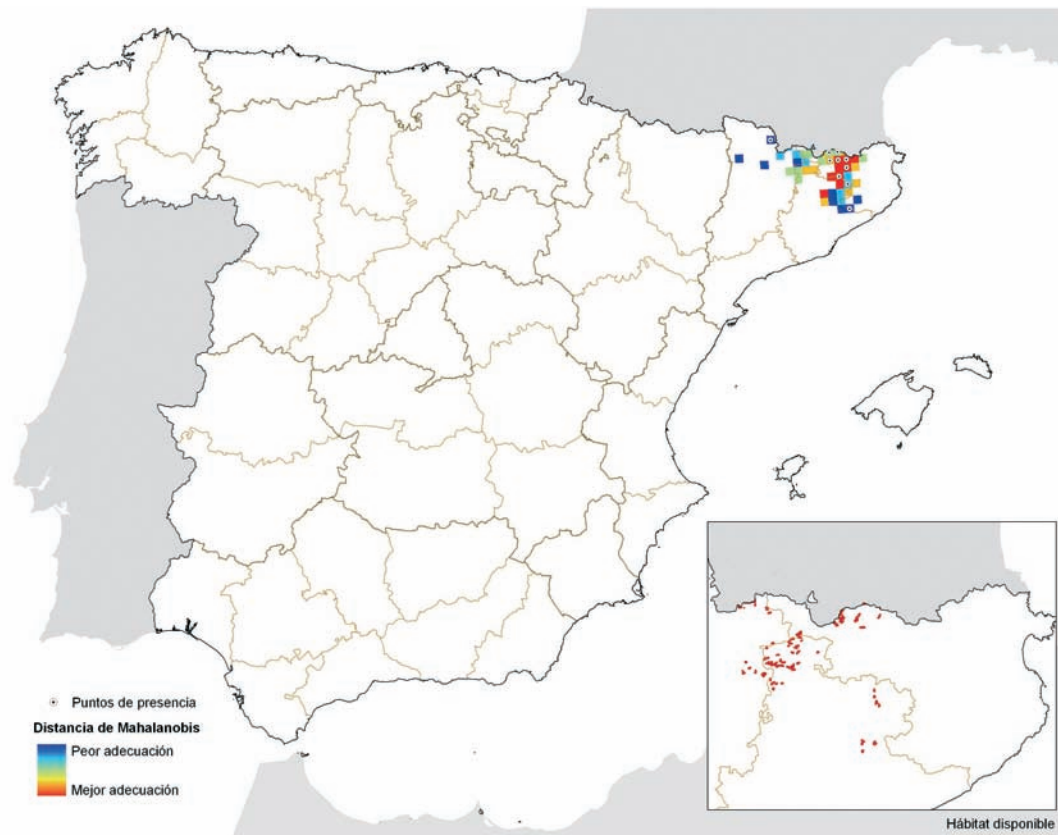 Puntos de presencia
Distancia de Mahalanobis
Peor adecuación
Mejor adecuación
Hábitat disponible